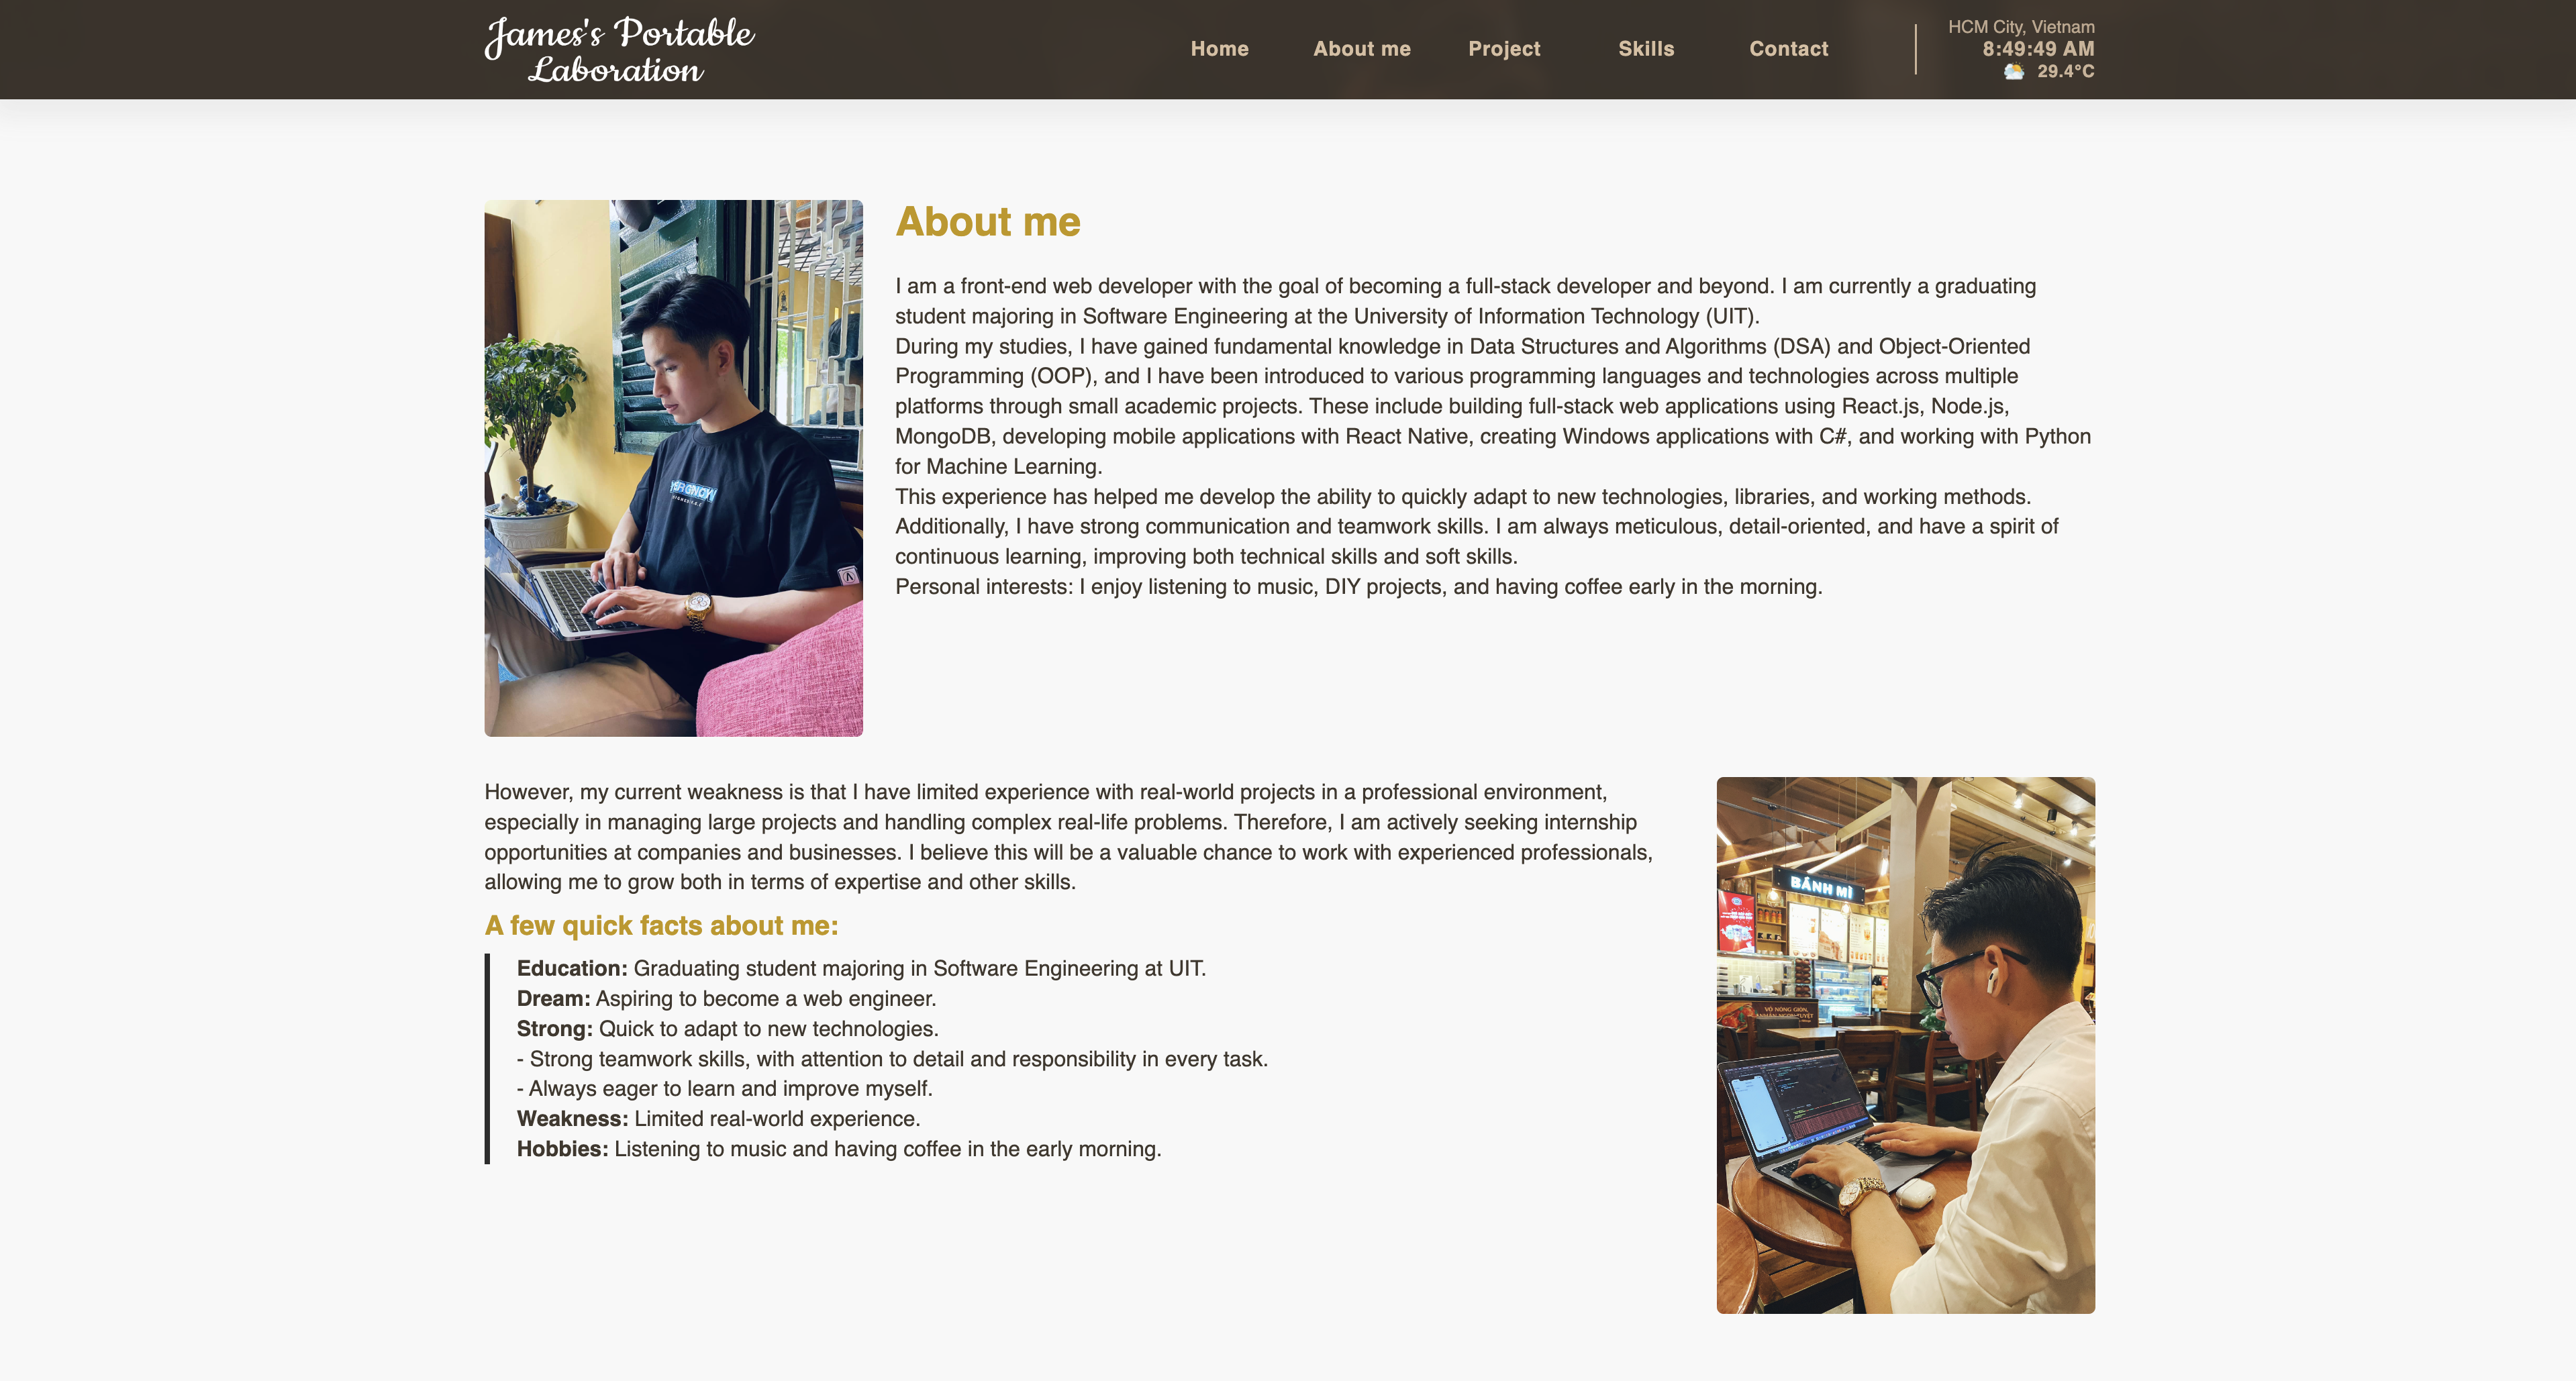 James's Portable
Laboration
Home
About me
Project
Skills
Contact
HCM City, Vietnam
8:49:49 AM
29.4°C
About me
I am a front-end web developer with the goal of becoming a full-stack developer and beyond. I am currently a graduating
student majoring in Software Engineering at the University of Information Technology (UIT).
During my studies, I have gained fundamental knowledge in Data Structures and Algorithms (DSA) and Object-Oriented
Programming (OOP), and I have been introduced to various programming languages and technologies across multiple
platforms through small academic projects. These include building full-stack web applications using React.js, Node.js,
MongoDB, developing mobile applications with React Native, creating Windows applications with C#, and working with Python
for Machine Learning.
This experience has helped me develop the ability to quickly adapt to new technologies, libraries, and working methods.
Additionally, I have strong communication and teamwork skills. I am always meticulous, detail-oriented, and have a spirit of
continuous learning, improving both technical skills and soft skills.
Personal interests: I enjoy listening to music, DIY projects, and having coffee early in the morning.
However, my current weakness is that I have limited experience with real-world projects in a professional environment,
especially in managing large projects and handling complex real-life problems. Therefore, I am actively seeking internship
opportunities at companies and businesses. I believe this will be a valuable chance to work with experienced professionals,
allowing me to grow both in terms of expertise and other skills.
A few quick facts about me:
Education: Graduating student majoring in Software Engineering at UIT.
Dream: Aspiring to become a web engineer.
Strong: Quick to adapt to new technologies.
- Strong teamwork skills, with attention to detail and responsibility in every task.
- Always eager to learn and improve myself.
Weakness: Limited real-world experience.
Hobbies: Listening to music and having coffee in the early morning.
BÁNH MÌ
VỎ NÓNG GIÒN,